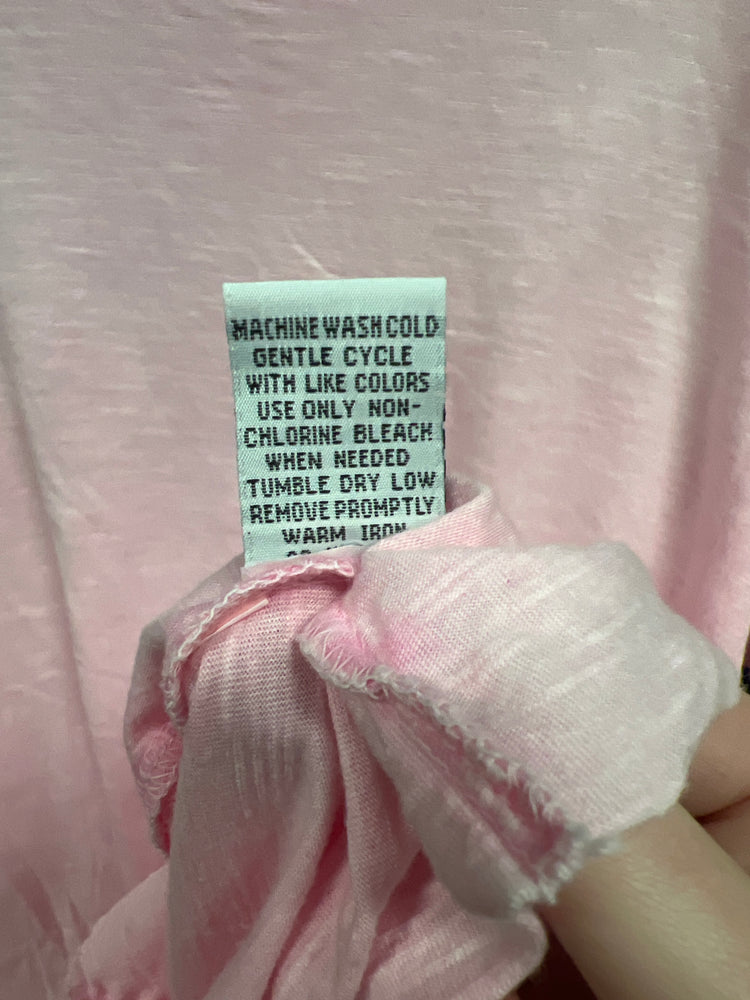 MACHINE WASH COLD
GENTLE CYCLE
WITH LIKE COLORS
USE ONLY NON-
CHLORINE BLEACH
WHEN NEEDED
TUMBLE DRY LOW
REMOVE PROMPTLY
WARM IRON